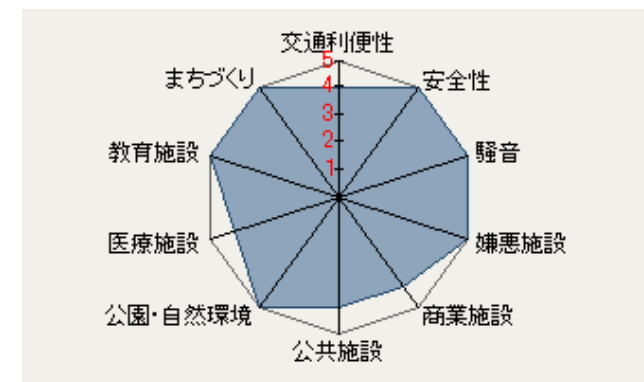 交通利便性
5
まちづくり
4
安全性
3
教育施設
2
騒音
1
医療施設
嫌悪施設
公園・自然環境
商業施設
公共施設